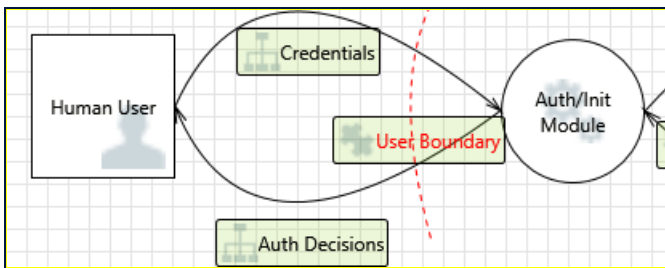 Credentials
Human User
Auth/Init
Module
User Boundary
Auth Decisions